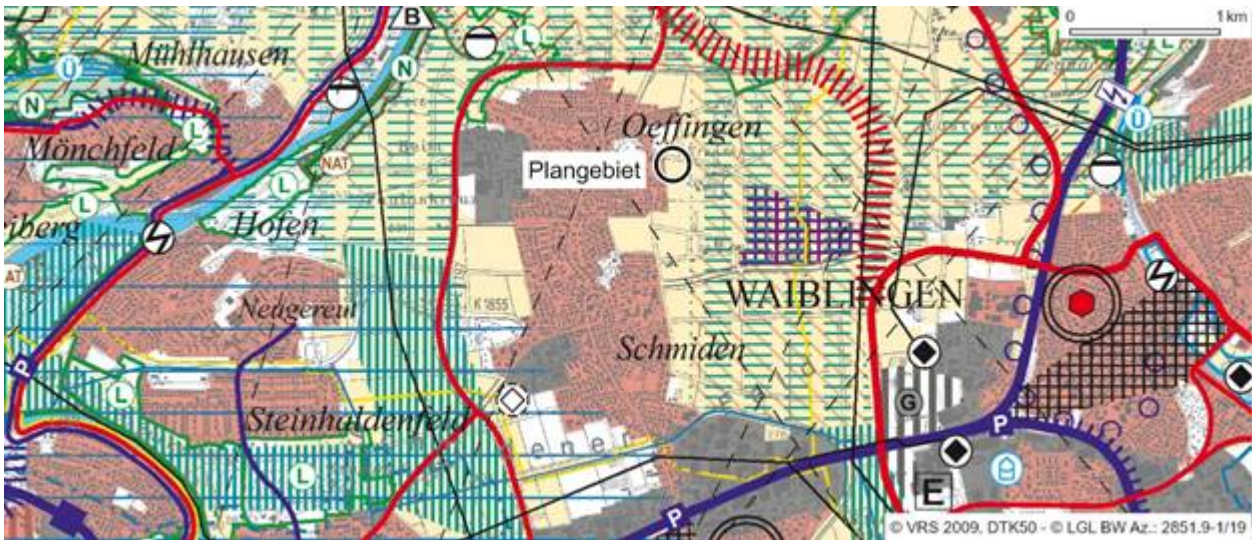 B
0 1 km
Mühlhausen
L
L
Ü
N
N
L
Oeffingen
Ü
Mönchfeld
NAT
Plangebiet
L
Hofen
AT
WAIBLINGEN
Neugereut
K 1855
Schmiden
P
L
G
Steinhaldenfeld
e n e
P
L
E
P
© VRS 2009, DTK50 - © LGL BW Az.: 2851.9-1/19